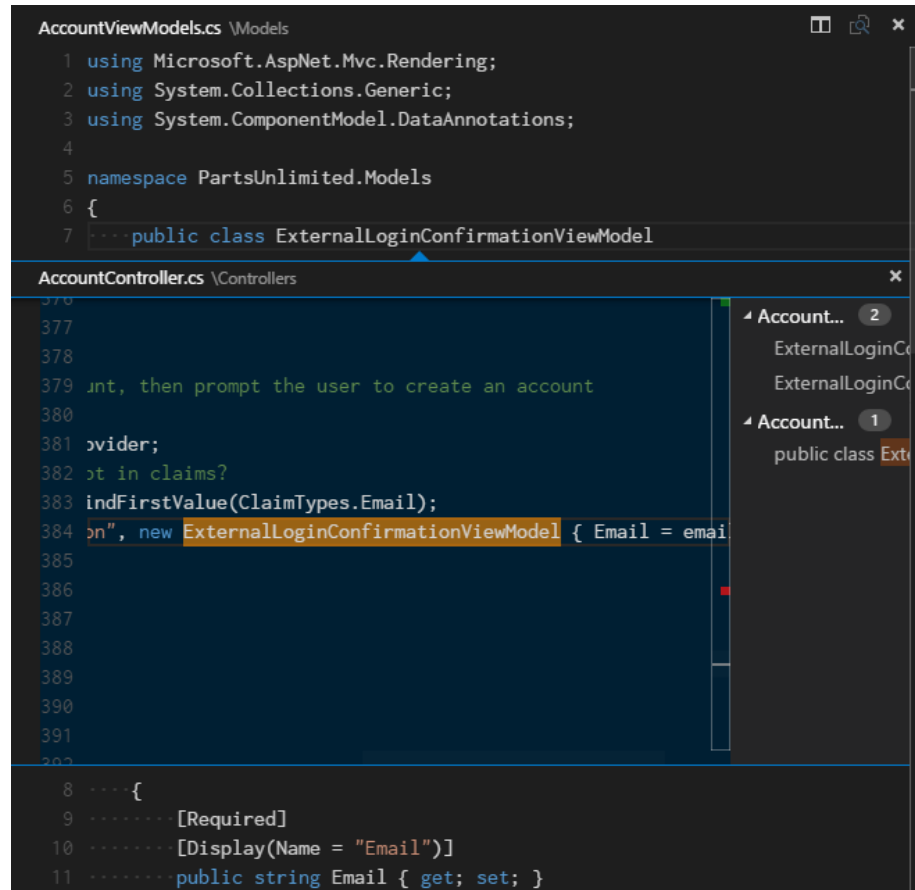 AccountViewModels.cs \Models
1 using Microsoft.AspNet.Mvc.Rendering;
2 using System.Collections.Generic;
3 using System.ComponentModel.DataAnnotations;
4
5 namespace PartsUnlimited.Models
6 {
7 ····public class ExternalLoginConfirmationViewModel
AccountController.cs \Controllers
376
377
378
379 unt, then prompt the user to create an account
380
381 ovider;
382 ot in claims?
383 indFirstValue(ClaimTypes.Email);
384 on", new ExternalLoginConfirmationViewModel { Email = emai
385
386
387
388
389
390
391
392
Account... 2
ExternalLoginCo
ExternalLoginCo
Account... 1
public class Exte
8 ····{
9 ········[Required]
10 ········[Display(Name = "Email")]
11 ········public string Email { get; set; }